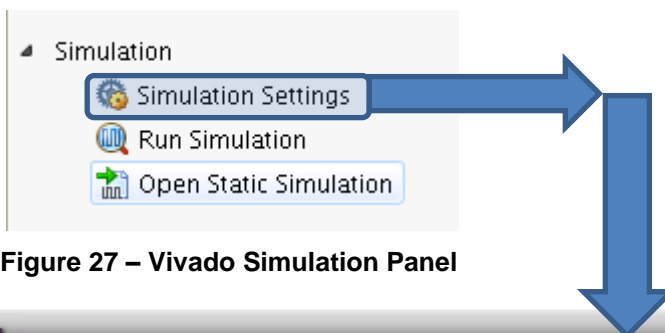 Simulation
Simulation Settings
Run Simulation
Open Static Simulation
Figure 27 – Vivado Simulation Panel